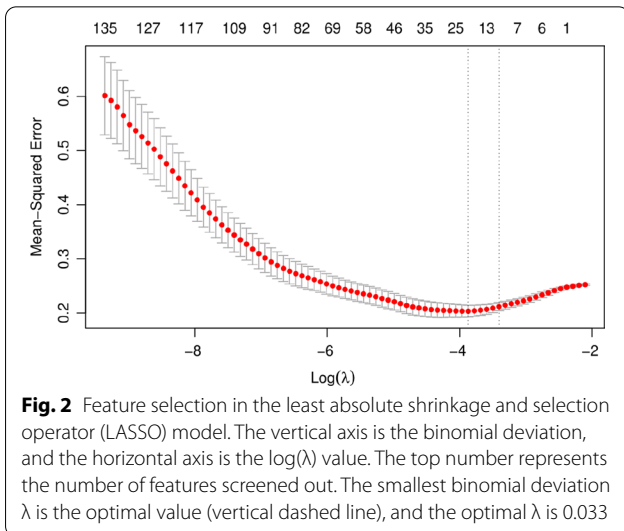 135 127 117 109 91 82 69 58 46 35 25 13 7 6 1
Mean−Squared Error
0.6
0.5
0.4
0.3
0.2
−8 −6 −4 −2
Log(λ)
Fig. 2 Feature selection in the least absolute shrinkage and selection
operator (LASSO) model. The vertical axis is the binomial deviation,
and the horizontal axis is the log(λ) value. The top number represents
the number of features screened out. The smallest binomial deviation
λ is the optimal value (vertical dashed line), and the optimal λ is 0.033